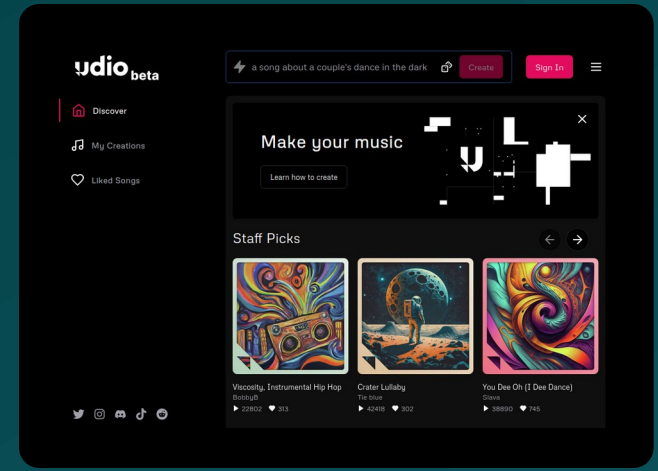 udio beta
a song about a couple's dance in the dark
Create
Sign In
Discover
My Creations
Liked Songs
Make your music
Learn how to create
Staff Picks
Viscosity, Instrumental Hip Hop
BobbyB
22802 313
Crater Lullaby
Tie blue
42418 302
You Dee Oh (I Dee Dance)
Slava
38890 745